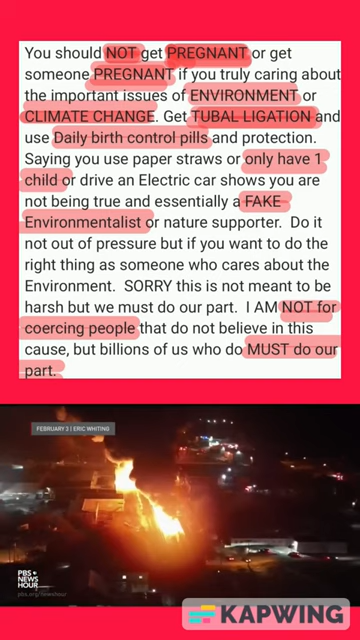 You should NOT get PREGNANT or get
someone PREGNANT if you truly caring about
the important issues of ENVIRONMENT or
CLIMATE CHANGE. Get TUBAL LIGATION and
use Daily birth control pills and protection.
Saying you use paper straws or only have 1
child or drive an Electric car shows you are
not being true and essentially a FAKE
Environmentalist or nature supporter. Do it
not out of pressure but if you want to do the
right thing as someone who cares about the
Environment. SORRY this is not meant to be
harsh but we must do our part. I AM NOT for
coercing people that do not believe in this
cause, but billions of us who do MUST do our
part.
FEBRUARY 3 | ERIC WHITING
PBS
NEWS
HOUR
pbs.org/newshour
KAPWING